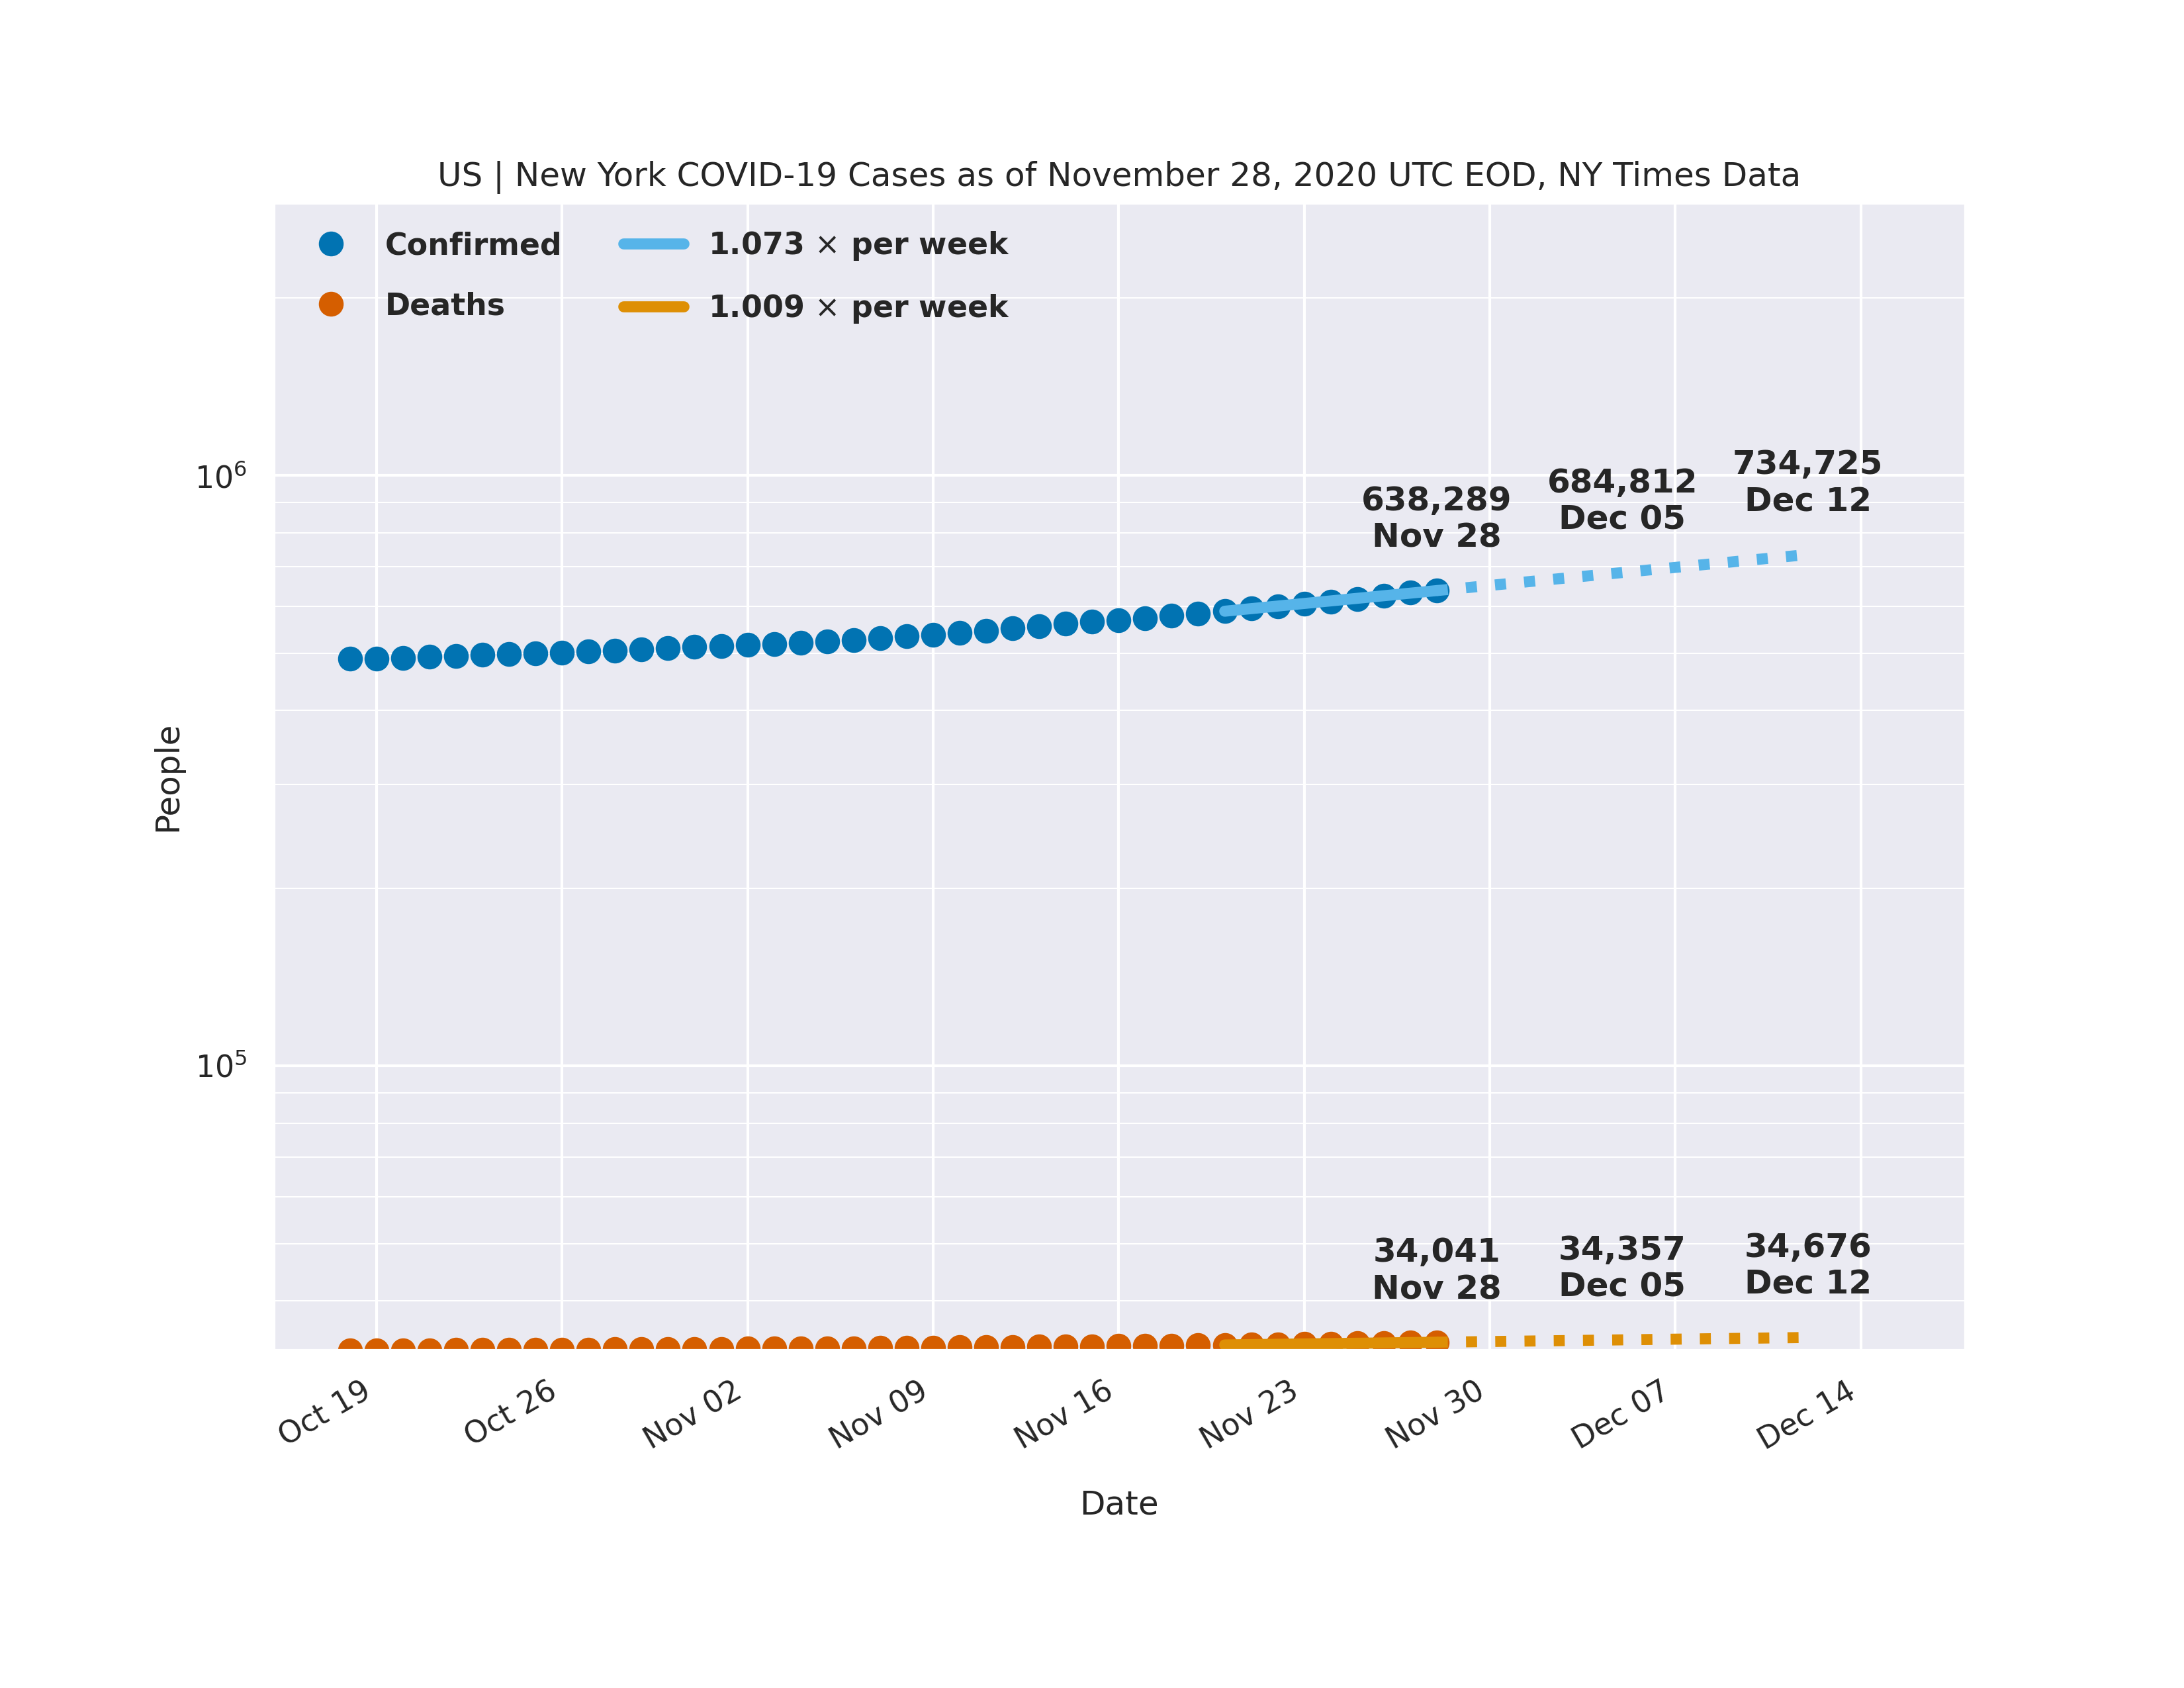 US | New York COVID-19 Cases as of November 28, 2020 UTC EOD, NY Times Data
Confirmed
1.073 × per week
Deaths
1.009 × per week
10⁶
10⁵
People
638,289
Nov 28
684,812
Dec 05
734,725
Dec 12
34,041
Nov 28
34,357
Dec 05
34,676
Dec 12
Oct 19
Oct 26
Nov 02
Nov 09
Nov 16
Nov 23
Nov 30
Dec 07
Dec 14
Date